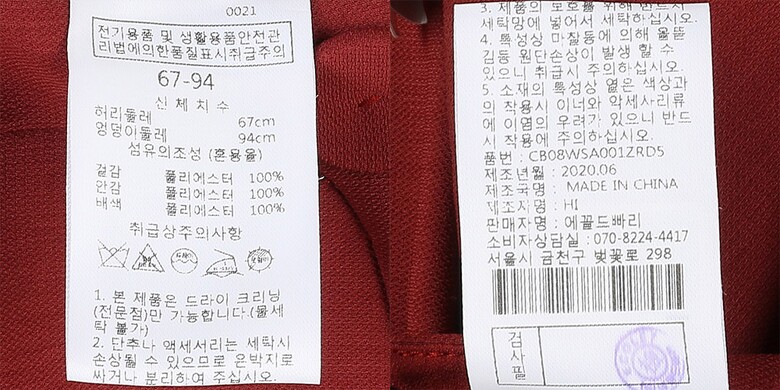 0021
전기용품 및 생활용품안전관
리법에의한품질표시취급주의
67-94
신체치수
허리둘레 67cm
엉덩이둘레 94cm
섬유의조성 (혼용율)
겉감 폴리에스터 100%
안감 폴리에스터 100%
배색 폴리에스터 100%
취급상주의사항
1. 본 제품은 드라이 크리닝
(전문점)만 가능합니다.(물세
탁 불가)
2. 단추나 액세서리는 세탁시
손상될 수 있으므로 은박지로
싸거나 분리하여 주십시오.
3. 제품의 보호를 위해 반드시
세탁망에 넣어서 세탁하십시오.
4. 특성상 마찰등에 의해 올뜯
김등 원단손상이 발생 할 수
있으니 취급시 주의하십시오.
5. 소재의 특성상 옅은 색상과
의 착용시 이너와 악세사리류
에 이염의 우려가 있으니 반드
시 착용에 주의하십시오.
품번 : CB08WSA001ZRD5
제조년월 : 2020.06
제조국명 : MADE IN CHINA
제조자명 : HI
판매자명 : 에꼴드빠리
소비자상담실 : 070-8224-4417
서울시 금천구 벚꽃로 298
검사필